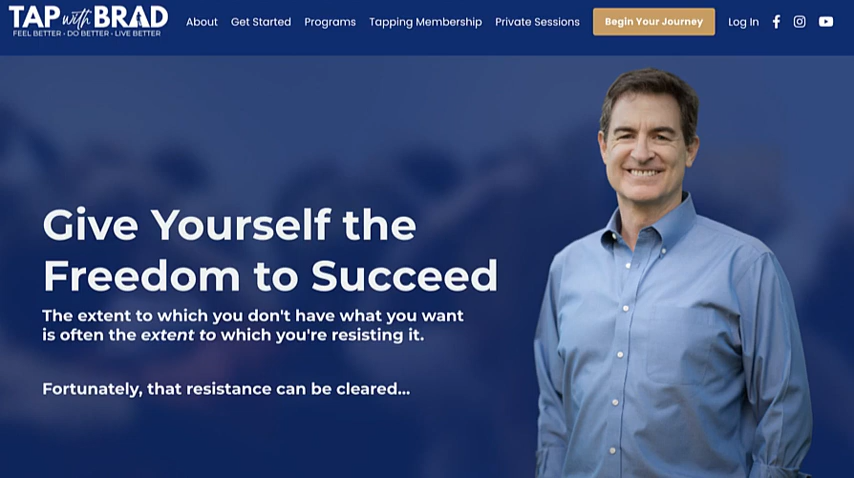 TAP with BRAD
FEEL BETTER • DO BETTER • LIVE BETTER
About Get Started Programs Tapping Membership Private Sessions Begin Your Journey Log In
Give Yourself the
Freedom to Succeed
The extent to which you don't have what you want
is often the extent to which you're resisting it.
Fortunately, that resistance can be cleared...